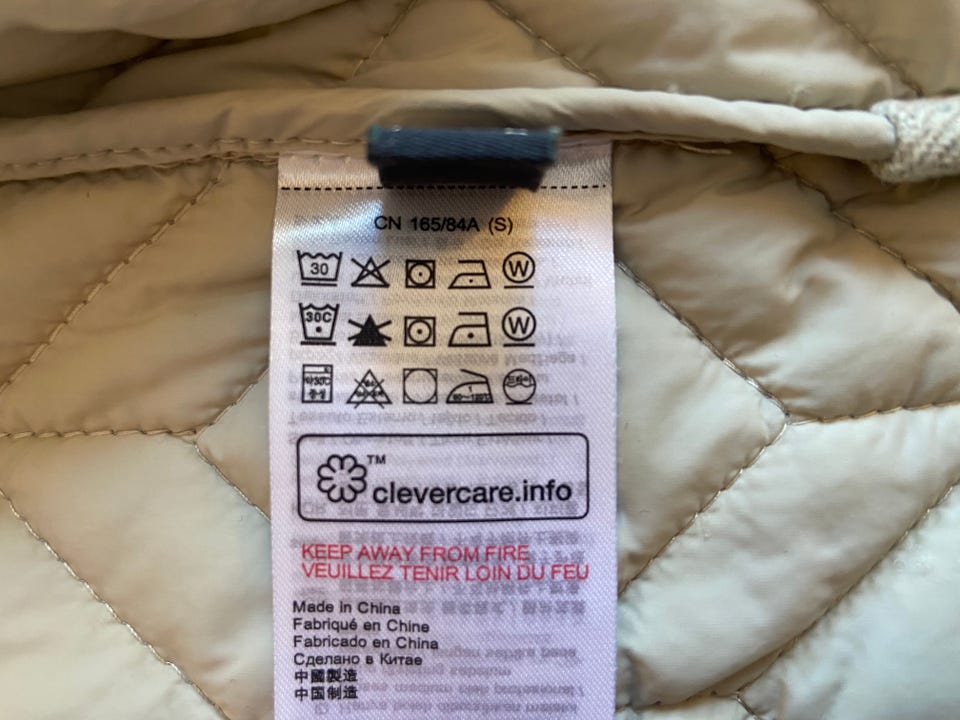 CN 165/84A (S)
30 W
30C W
clevercare.info
TM
KEEP AWAY FROM FIRE
VEUILLEZ TENIR LOIN DU FEU
Made in China
Fabriqué en Chine
Fabricado en China
Сделано в Китае
中國製造
中国制造